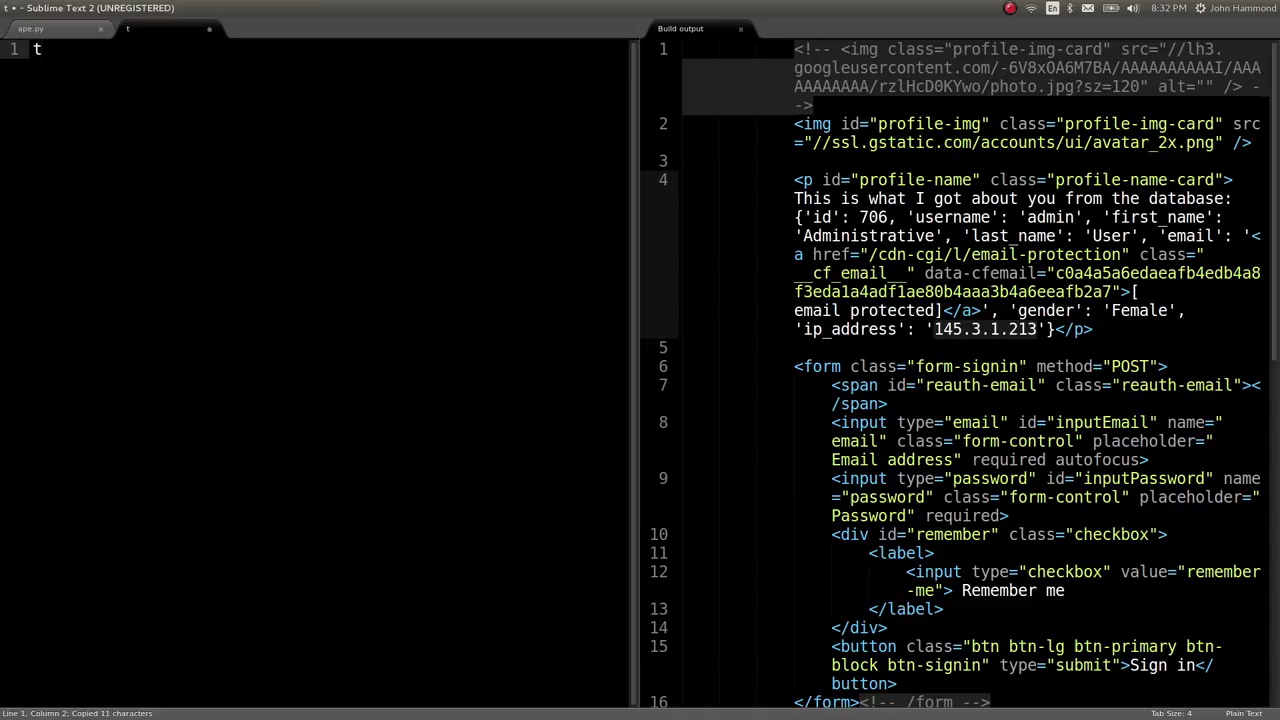 t • - Sublime Text 2 (UNREGISTERED)
En
8:32 PM
John Hammond
ape.py ×
t
Build output ×
1 t
1 <!-- <img class="profile-img-card" src="//lh3.
googleusercontent.com/-6V8xOA6M7BA/AAAAAAAAAAI/AAA
AAAAAAAA/rzlHcD0KYwo/photo.jpg?sz=120" alt="" /> -
->
2 <img id="profile-img" class="profile-img-card" src
="//ssl.gstatic.com/accounts/ui/avatar_2x.png" />
3
4 <p id="profile-name" class="profile-name-card">
This is what I got about you from the database:
{'id': 706, 'username': 'admin', 'first_name':
'Administrative', 'last_name': 'User', 'email': '<
a href="/cdn-cgi/l/email-protection" class="
__cf_email__" data-cfemail="c0a4a5a6edaeafb4edb4a8
f3eda1a4adf1ae80b4aaa3b4a6eeafb2a7">[
email protected]</a>', 'gender': 'Female',
'ip_address': '145.3.1.213'}</p>
5
6 <form class="form-signin" method="POST">
7 <span id="reauth-email" class="reauth-email"><
/span>
8 <input type="email" id="inputEmail" name="
email" class="form-control" placeholder="
Email address" required autofocus>
9 <input type="password" id="inputPassword" name
="password" class="form-control" placeholder="
Password" required>
10 <div id="remember" class="checkbox">
11 <label>
12 <input type="checkbox" value="remember
-me"> Remember me
13 </label>
14 </div>
15 <button class="btn btn-lg btn-primary btn-
block btn-signin" type="submit">Sign in</
button>
16 </form><!-- /form -->
Line 1, Column 2; Copied 11 characters
Tab Size: 4
Plain Text